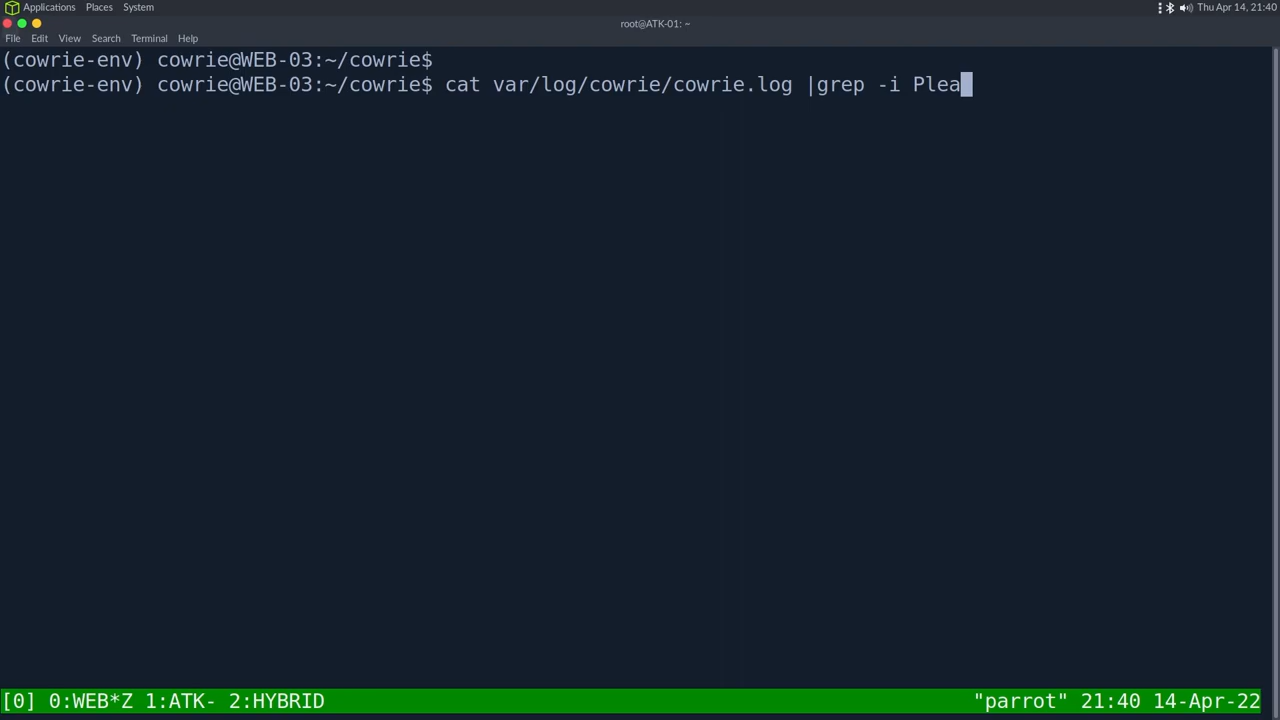 Applications Places System Thu Apr 14, 21:40
root@ATK-01: ~
File Edit View Search Terminal Help
(cowrie-env) cowrie@WEB-03:~/cowrie$
(cowrie-env) cowrie@WEB-03:~/cowrie$ cat var/log/cowrie/cowrie.log |grep -i Plea
[0] 0:WEB*Z 1:ATK- 2:HYBRID "parrot" 21:40 14-Apr-22